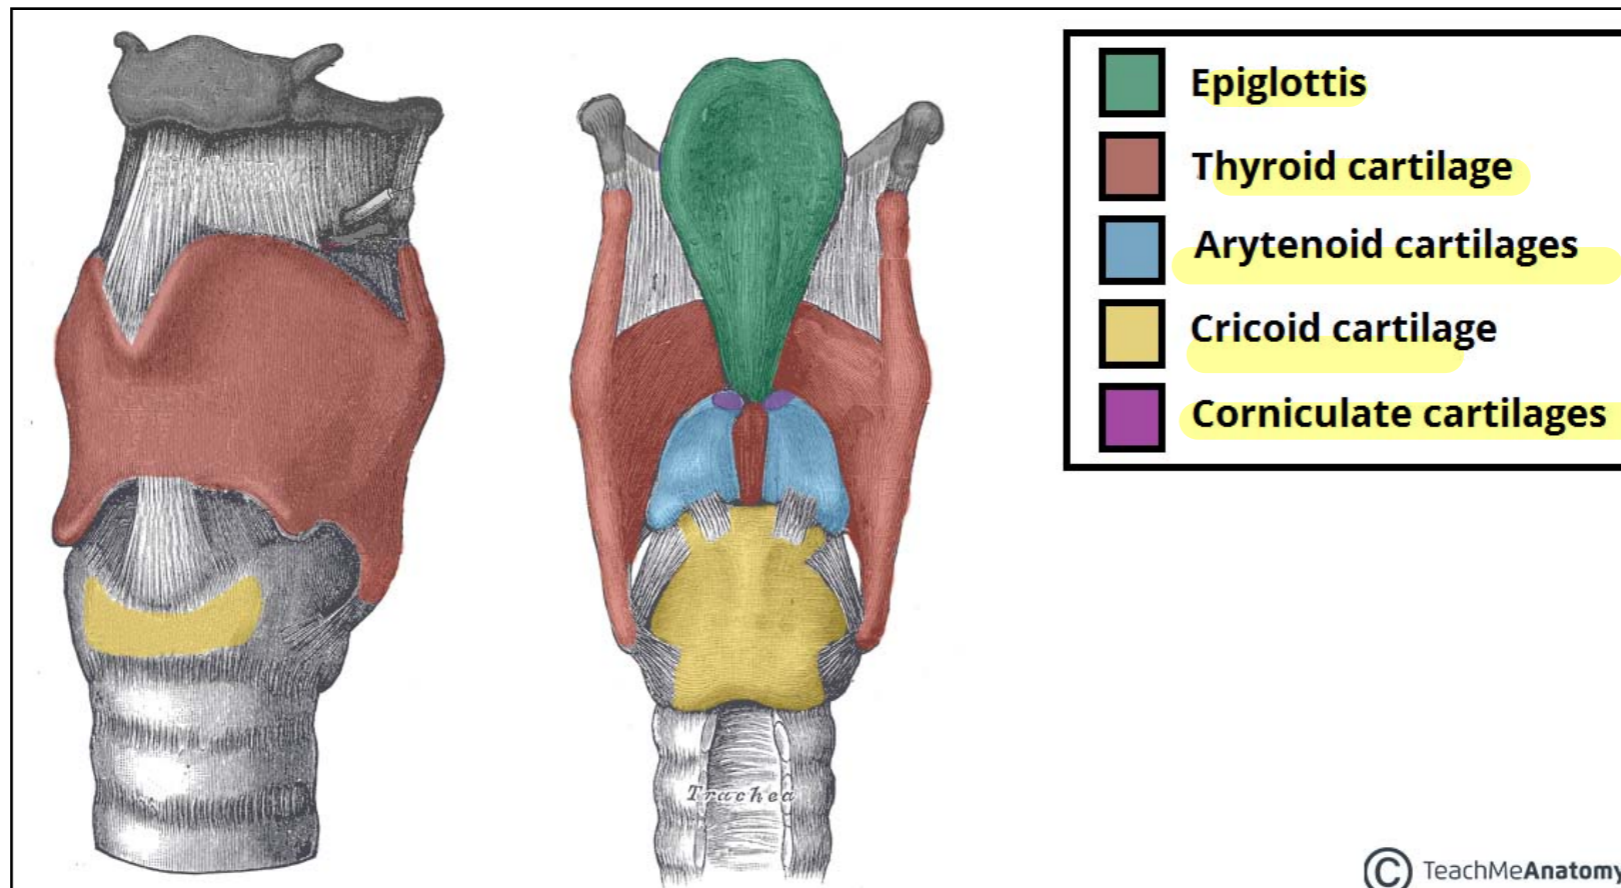 Epiglottis
Thyroid cartilage
Arytenoid cartilages
Cricoid cartilage
Corniculate cartilages
Trachea
© TeachMeAnatomy